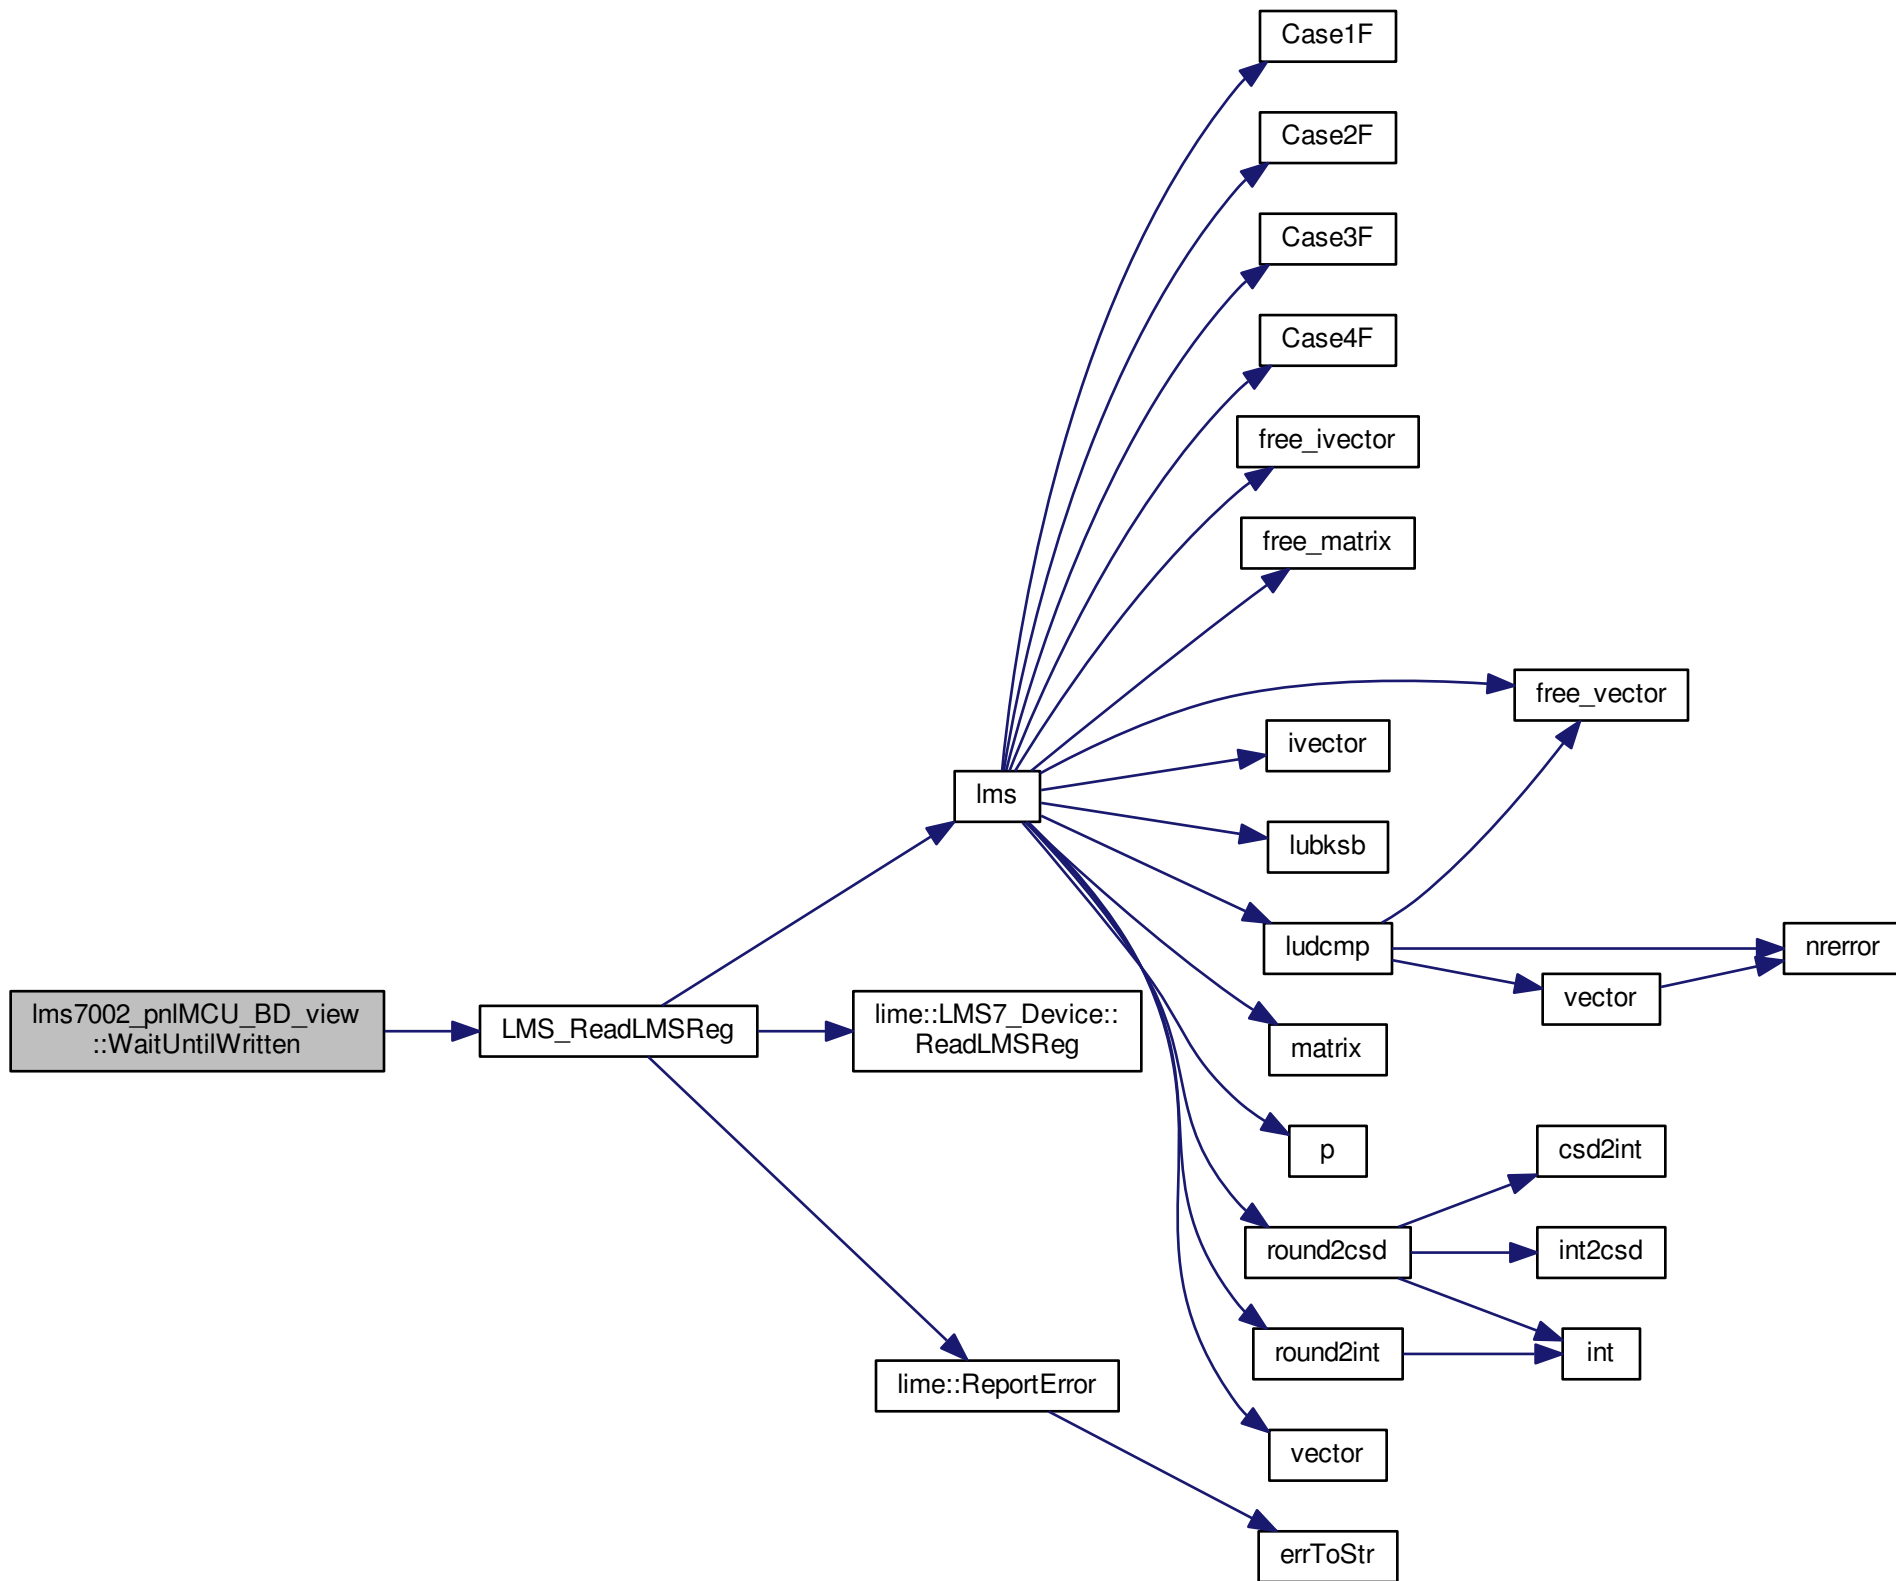 Case1F
Case2F
Case3F
Case4F
free_ivector
free_matrix
free_vector
ivector
lms
lubksb
ludcmp
nrerror
vector
lms7002_pnlMCU_BD_view
::WaitUntilWritten
LMS_ReadLMSReg
lime::LMS7_Device::
ReadLMSReg
matrix
p
csd2int
round2csd
int2csd
round2int
int
lime::ReportError
vector
errToStr